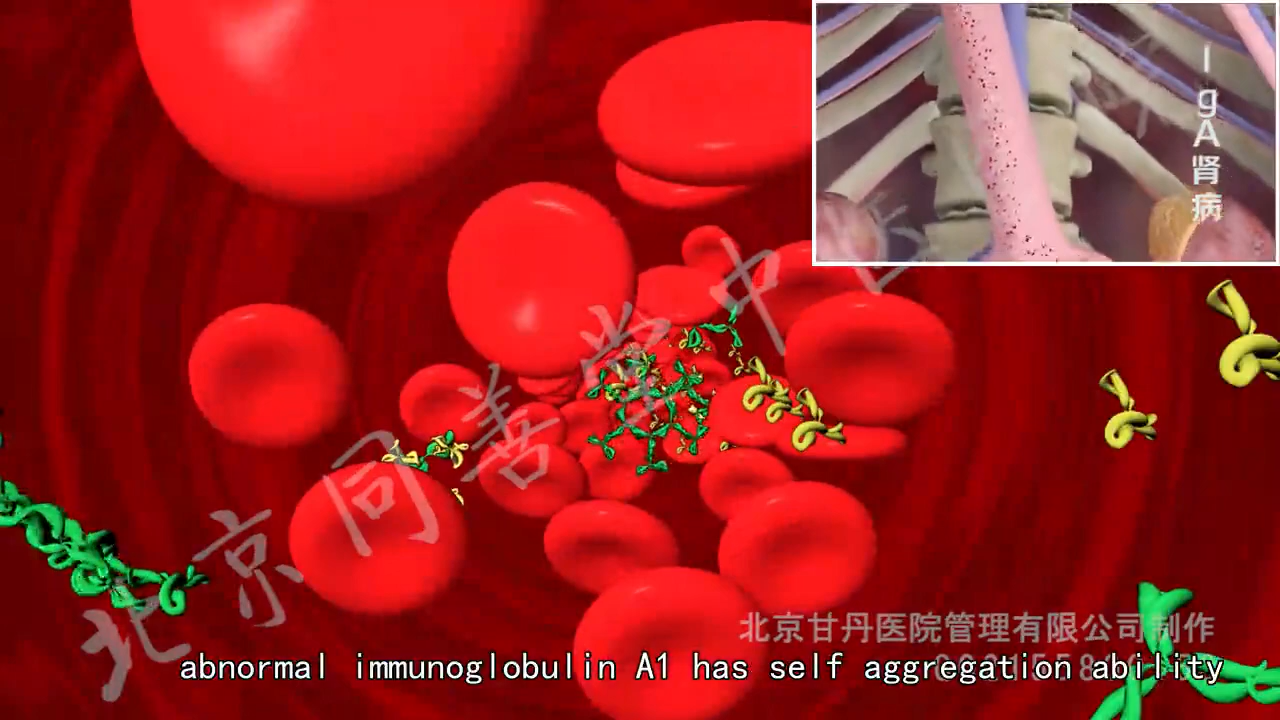 IgA肾病
北京同善堂中
北京甘丹医院管理有限公司制作
abnormal immunoglobulin A1 has self aggregation ability